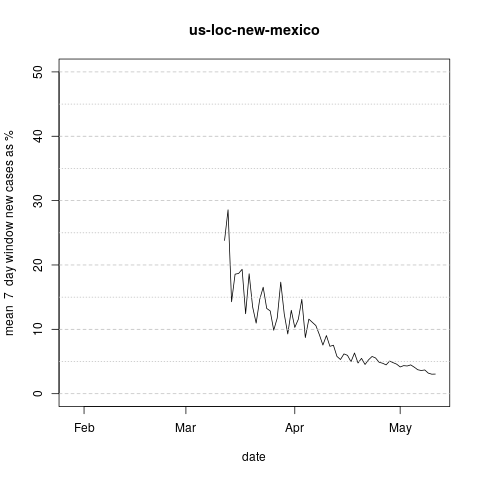 us-loc-new-mexico
mean 7 day window new cases as %
50
40
30
20
10
0
Feb
Mar
Apr
May
date